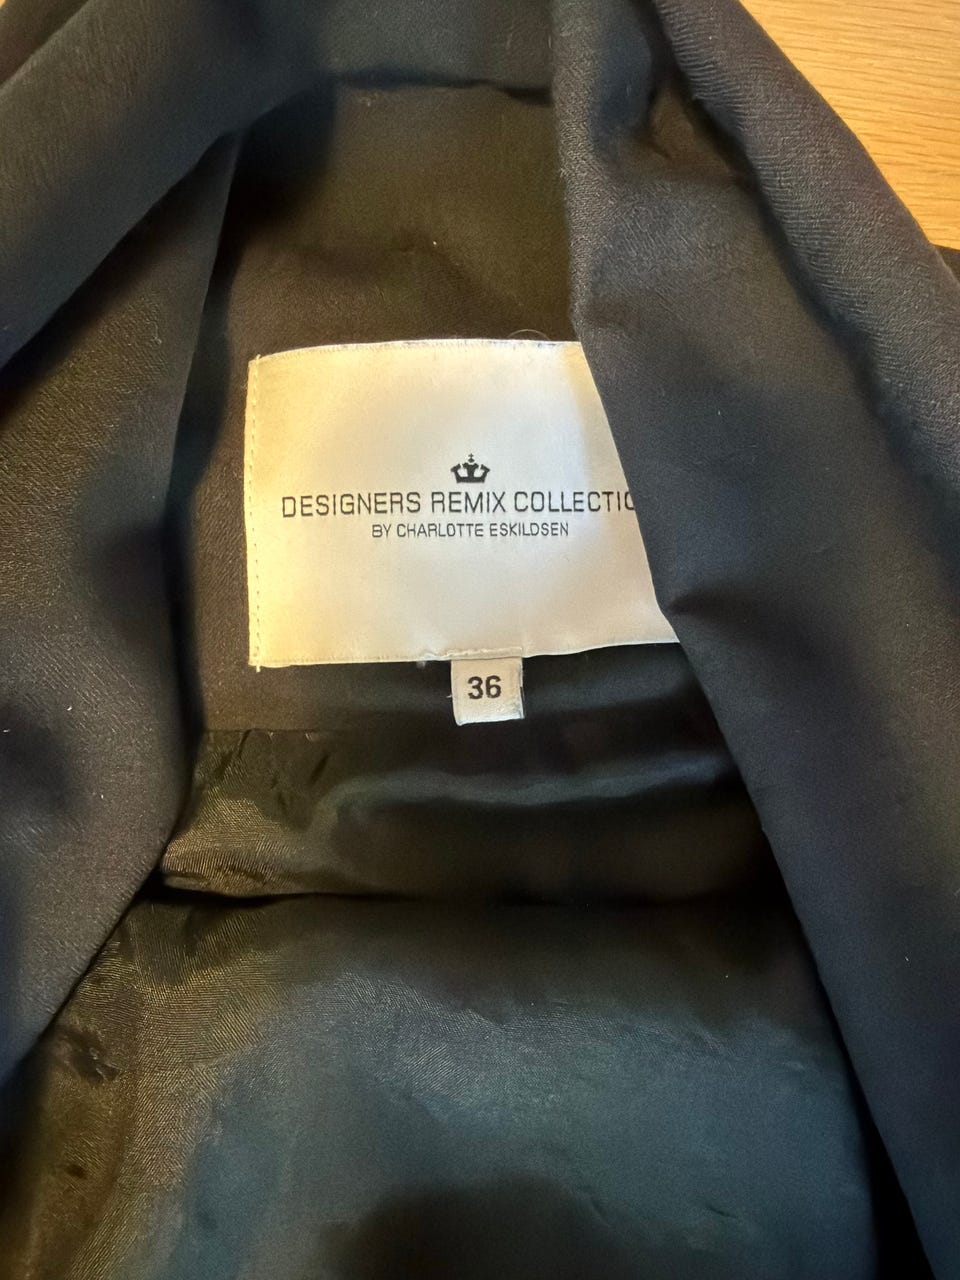 DESIGNERS REMIX COLLECTIO
BY CHARLOTTE ESKILDSEN
36